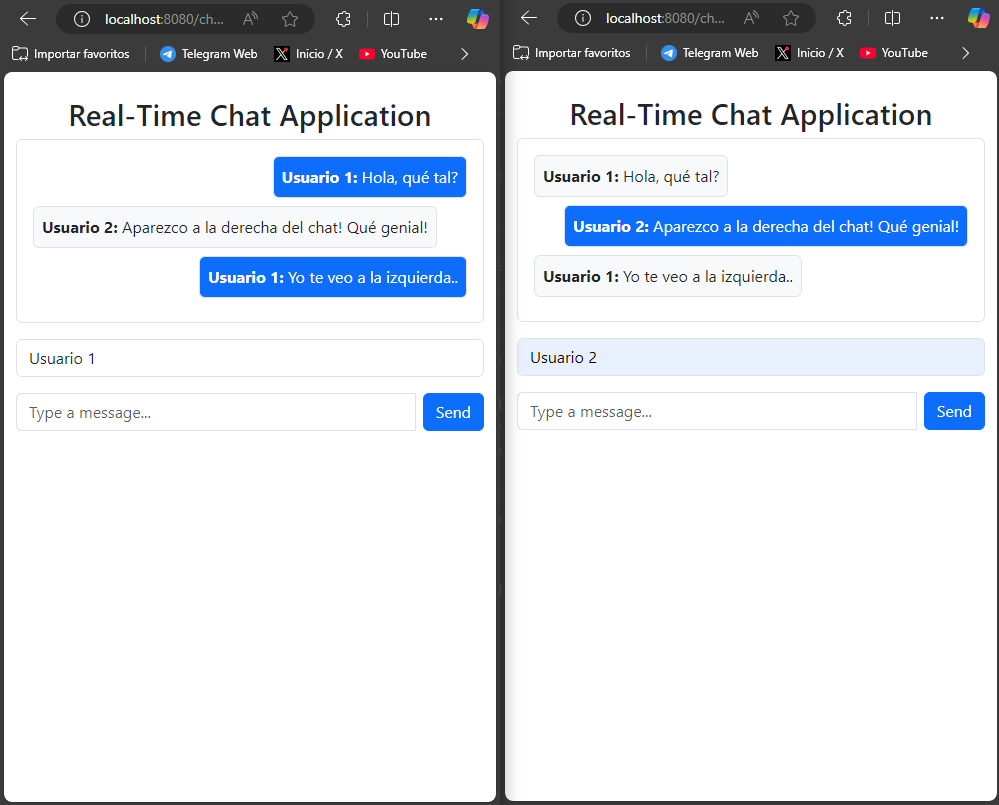 localhost:8080/ch...
Importar favoritos
Telegram Web
Inicio / X
YouTube
Real-Time Chat Application
Usuario 1: Hola, qué tal?
Usuario 2: Aparezco a la derecha del chat! Qué genial!
Usuario 1: Yo te veo a la izquierda..
Usuario 1
Type a message...
Send
localhost:8080/ch...
Importar favoritos
Telegram Web
Inicio / X
YouTube
Real-Time Chat Application
Usuario 1: Hola, qué tal?
Usuario 2: Aparezco a la derecha del chat! Qué genial!
Usuario 1: Yo te veo a la izquierda..
Usuario 2
Type a message...
Send